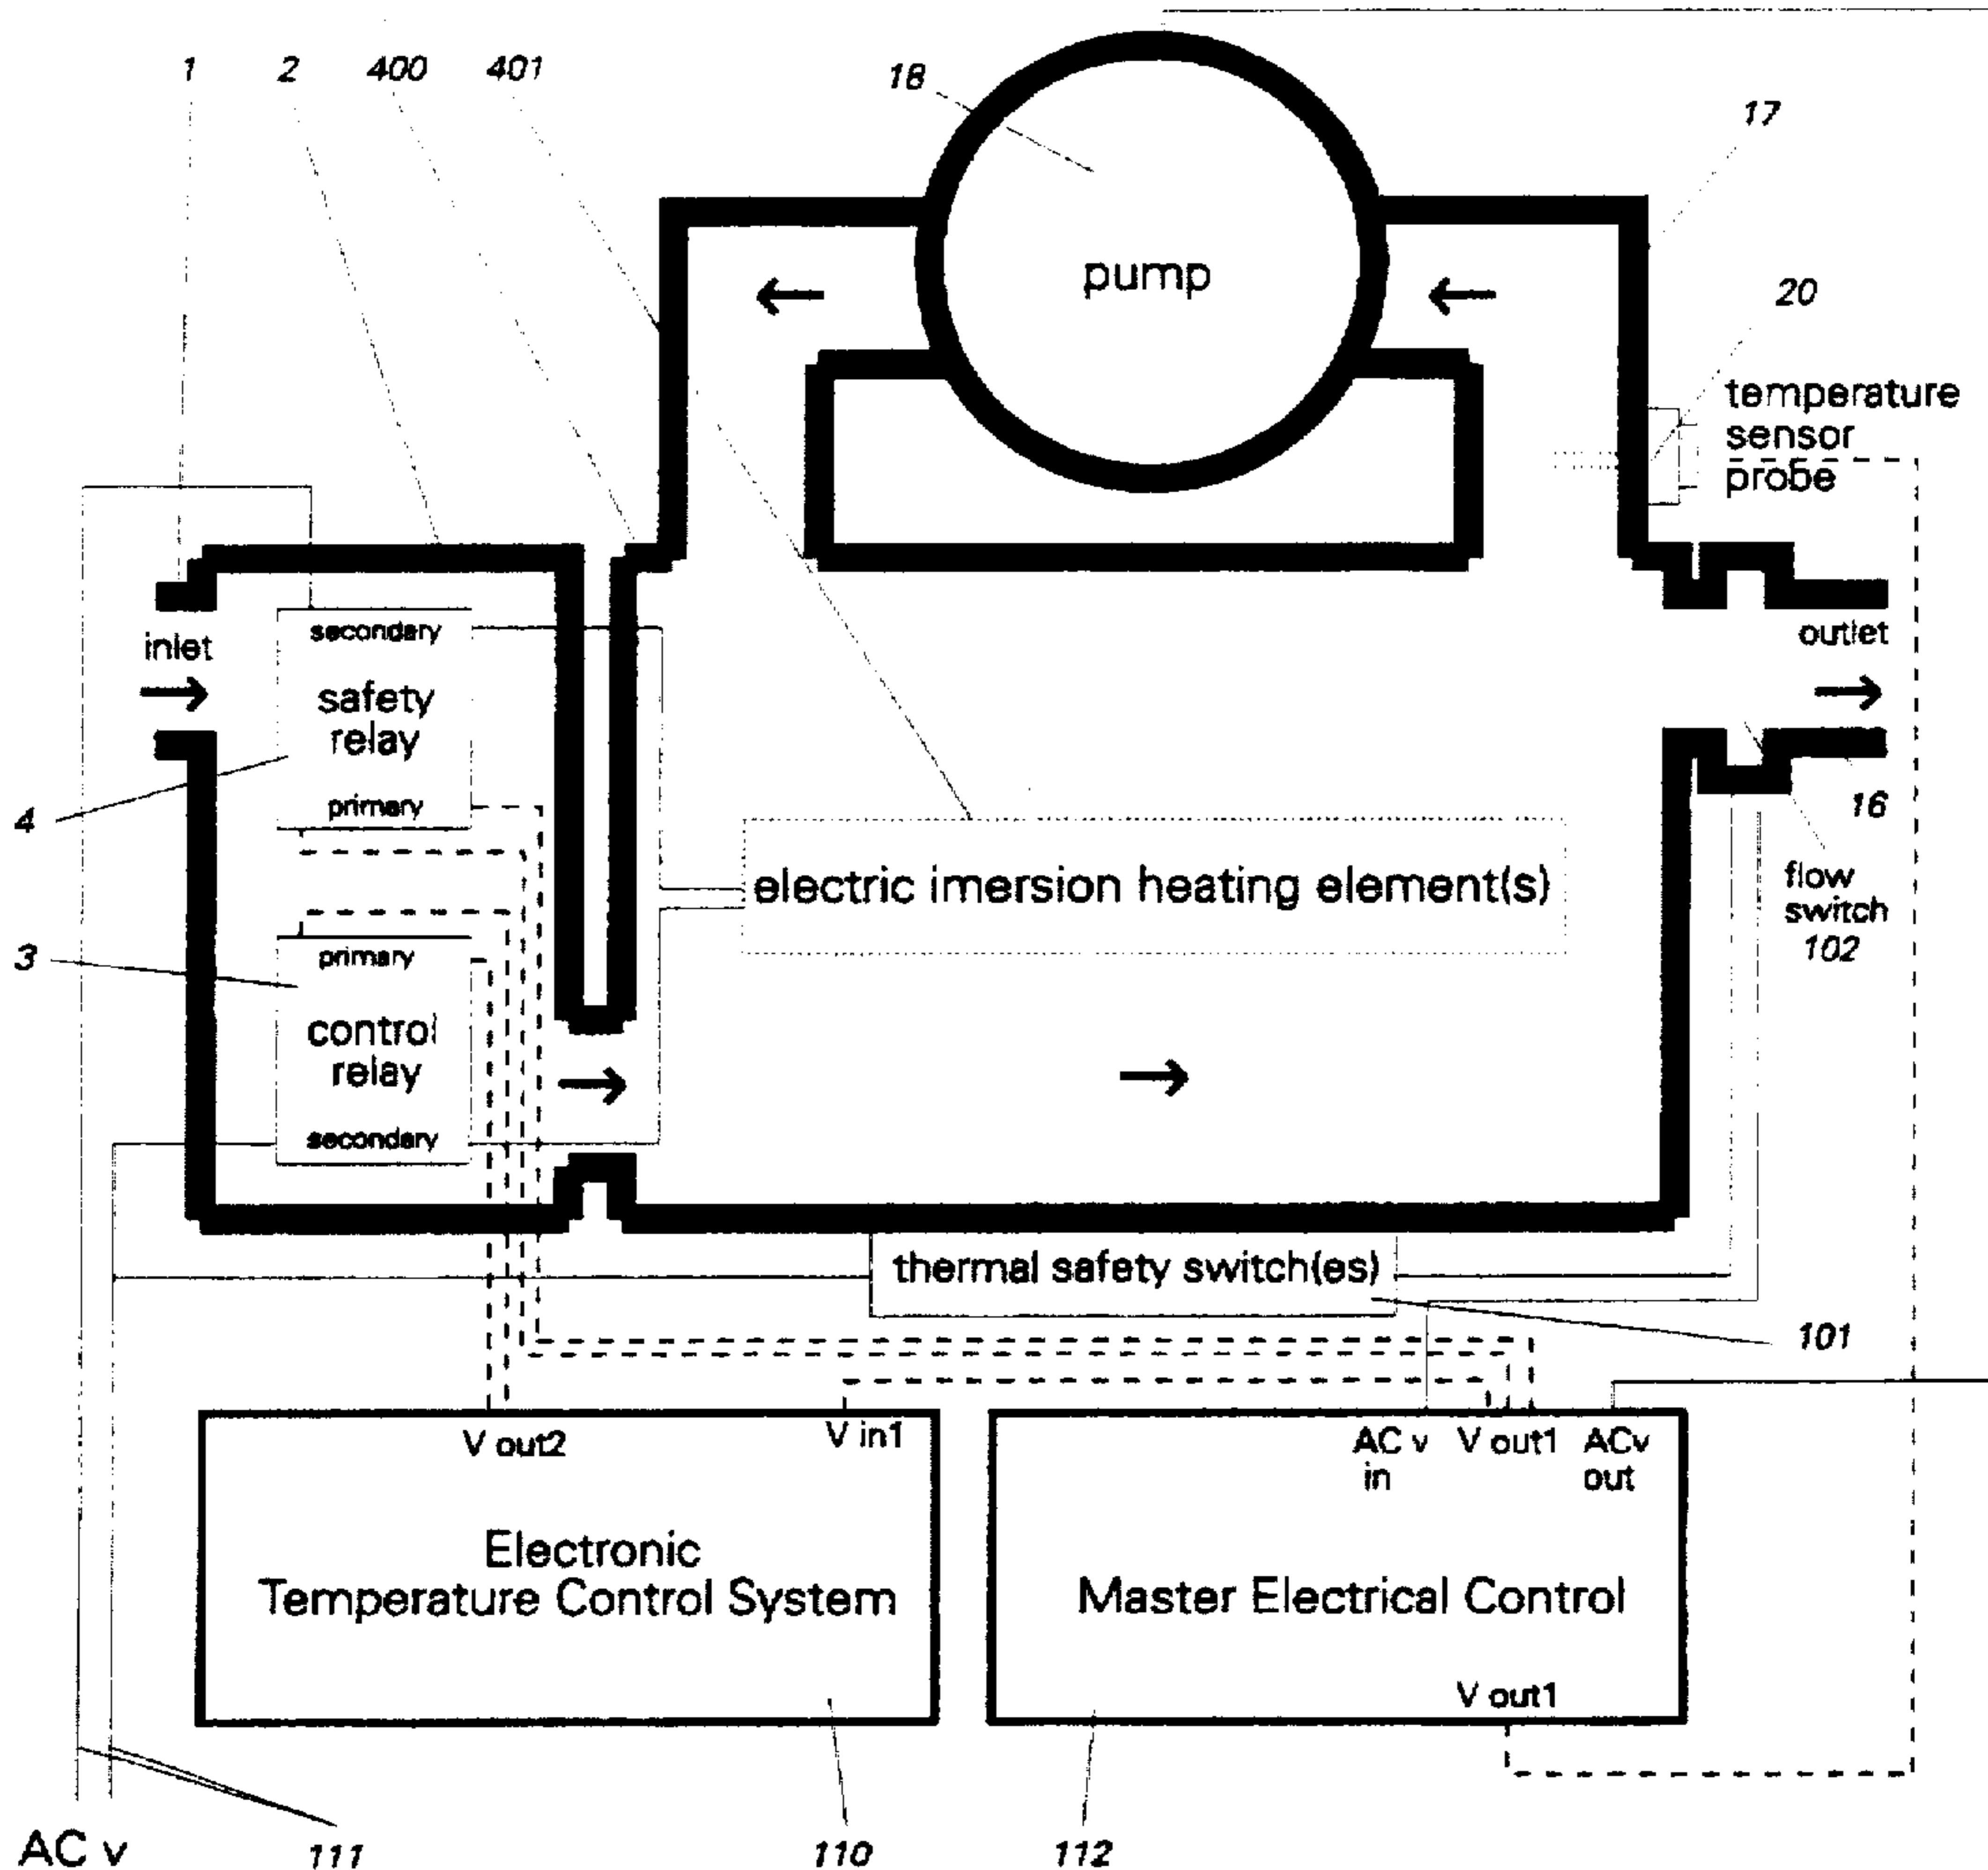 1
2
400
401
18
17
20
pump
temperature
sensor
probe
inlet
secondary
safety
relay
primary
4
outlet
16
electric imersion heating element(s)
flow
switch
102
3
primary
control
relay
secondary
thermal safety switch(es)
101
V out2
V in1
AC v
in
V out1
ACv
out
Electronic
Temperature Control System
Master Electrical Control
V out1
AC v
111
110
112